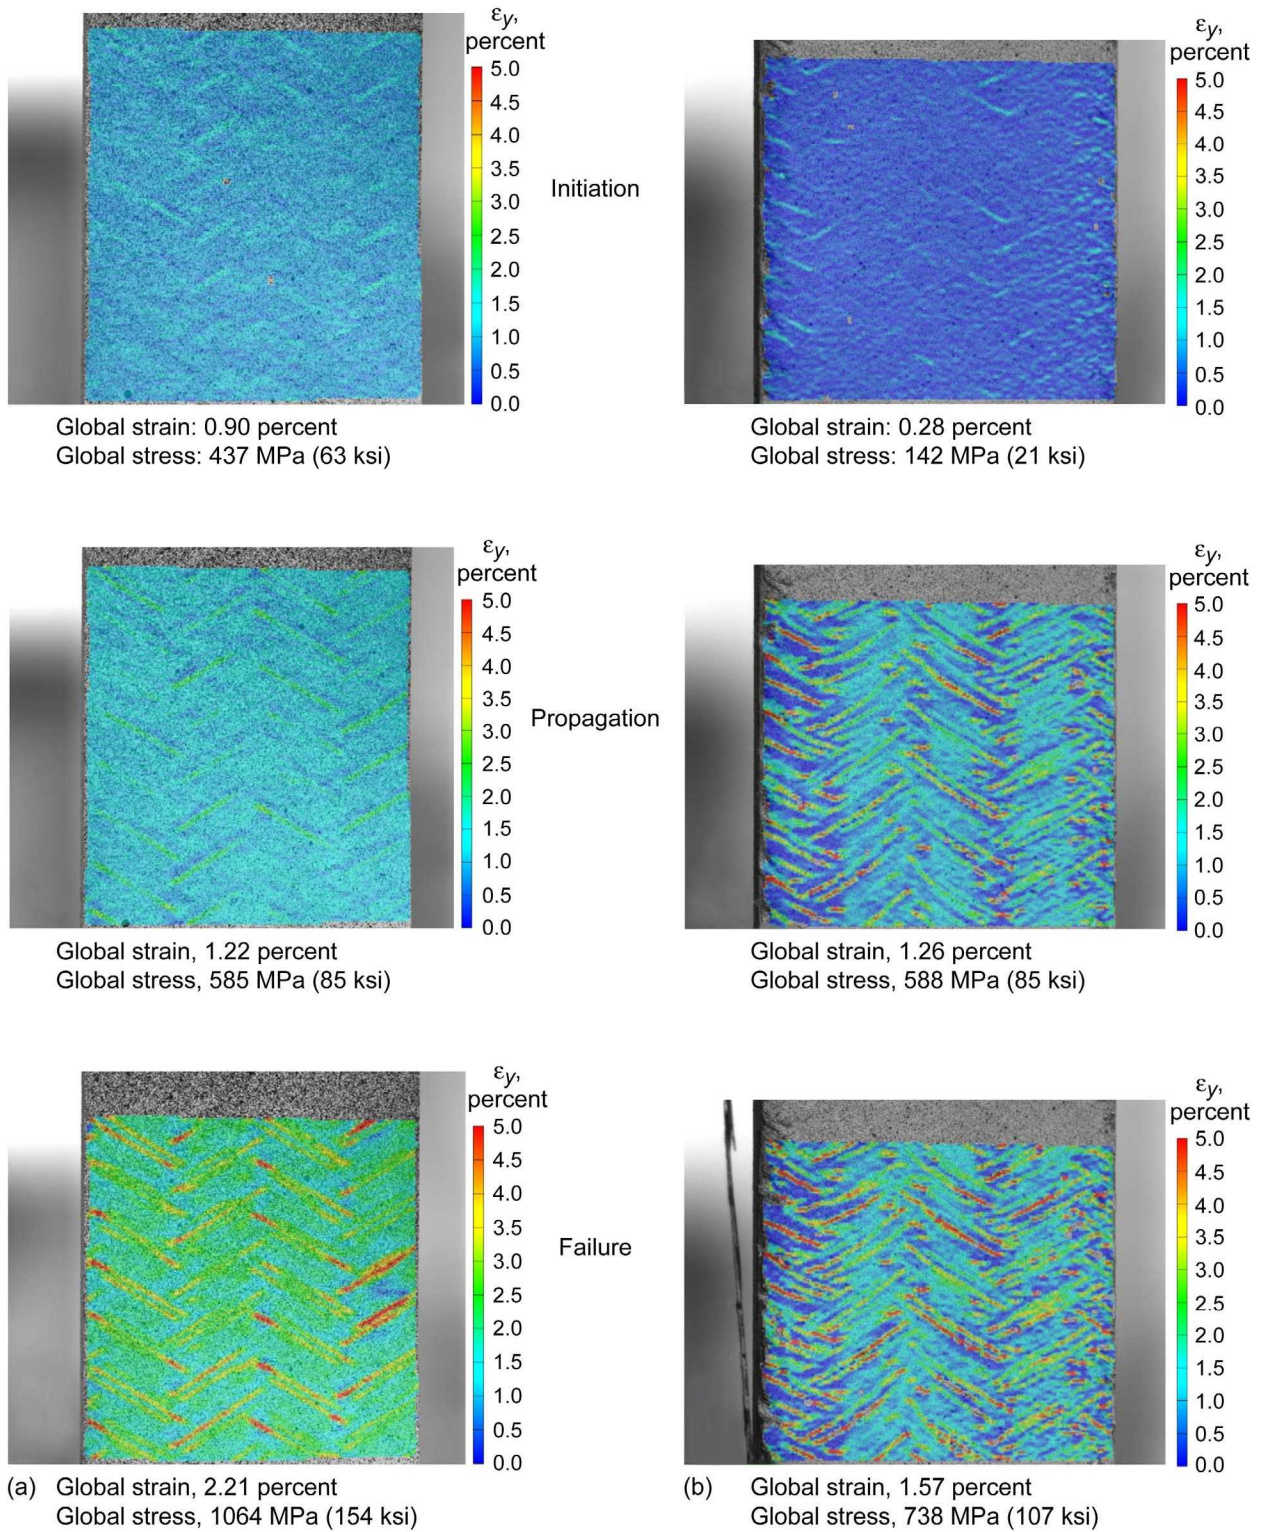 εy,
percent
5.0
4.5
4.0
3.5
3.0
2.5
2.0
1.5
1.0
0.5
0.0
Global strain: 0.90 percent
Global stress: 437 MPa (63 ksi)
Initiation
εy,
percent
5.0
4.5
4.0
3.5
3.0
2.5
2.0
1.5
1.0
0.5
0.0
Global strain: 0.28 percent
Global stress: 142 MPa (21 ksi)
εy,
percent
5.0
4.5
4.0
3.5
3.0
2.5
2.0
1.5
1.0
0.5
0.0
Global strain, 1.22 percent
Global stress, 585 MPa (85 ksi)
Propagation
εy,
percent
5.0
4.5
4.0
3.5
3.0
2.5
2.0
1.5
1.0
0.5
0.0
Global strain, 1.26 percent
Global stress, 588 MPa (85 ksi)
εy,
percent
5.0
4.5
4.0
3.5
3.0
2.5
2.0
1.5
1.0
0.5
0.0
(a) Global strain, 2.21 percent
Global stress, 1064 MPa (154 ksi)
Failure
εy,
percent
5.0
4.5
4.0
3.5
3.0
2.5
2.0
1.5
1.0
0.5
0.0
(b) Global strain, 1.57 percent
Global stress, 738 MPa (107 ksi)